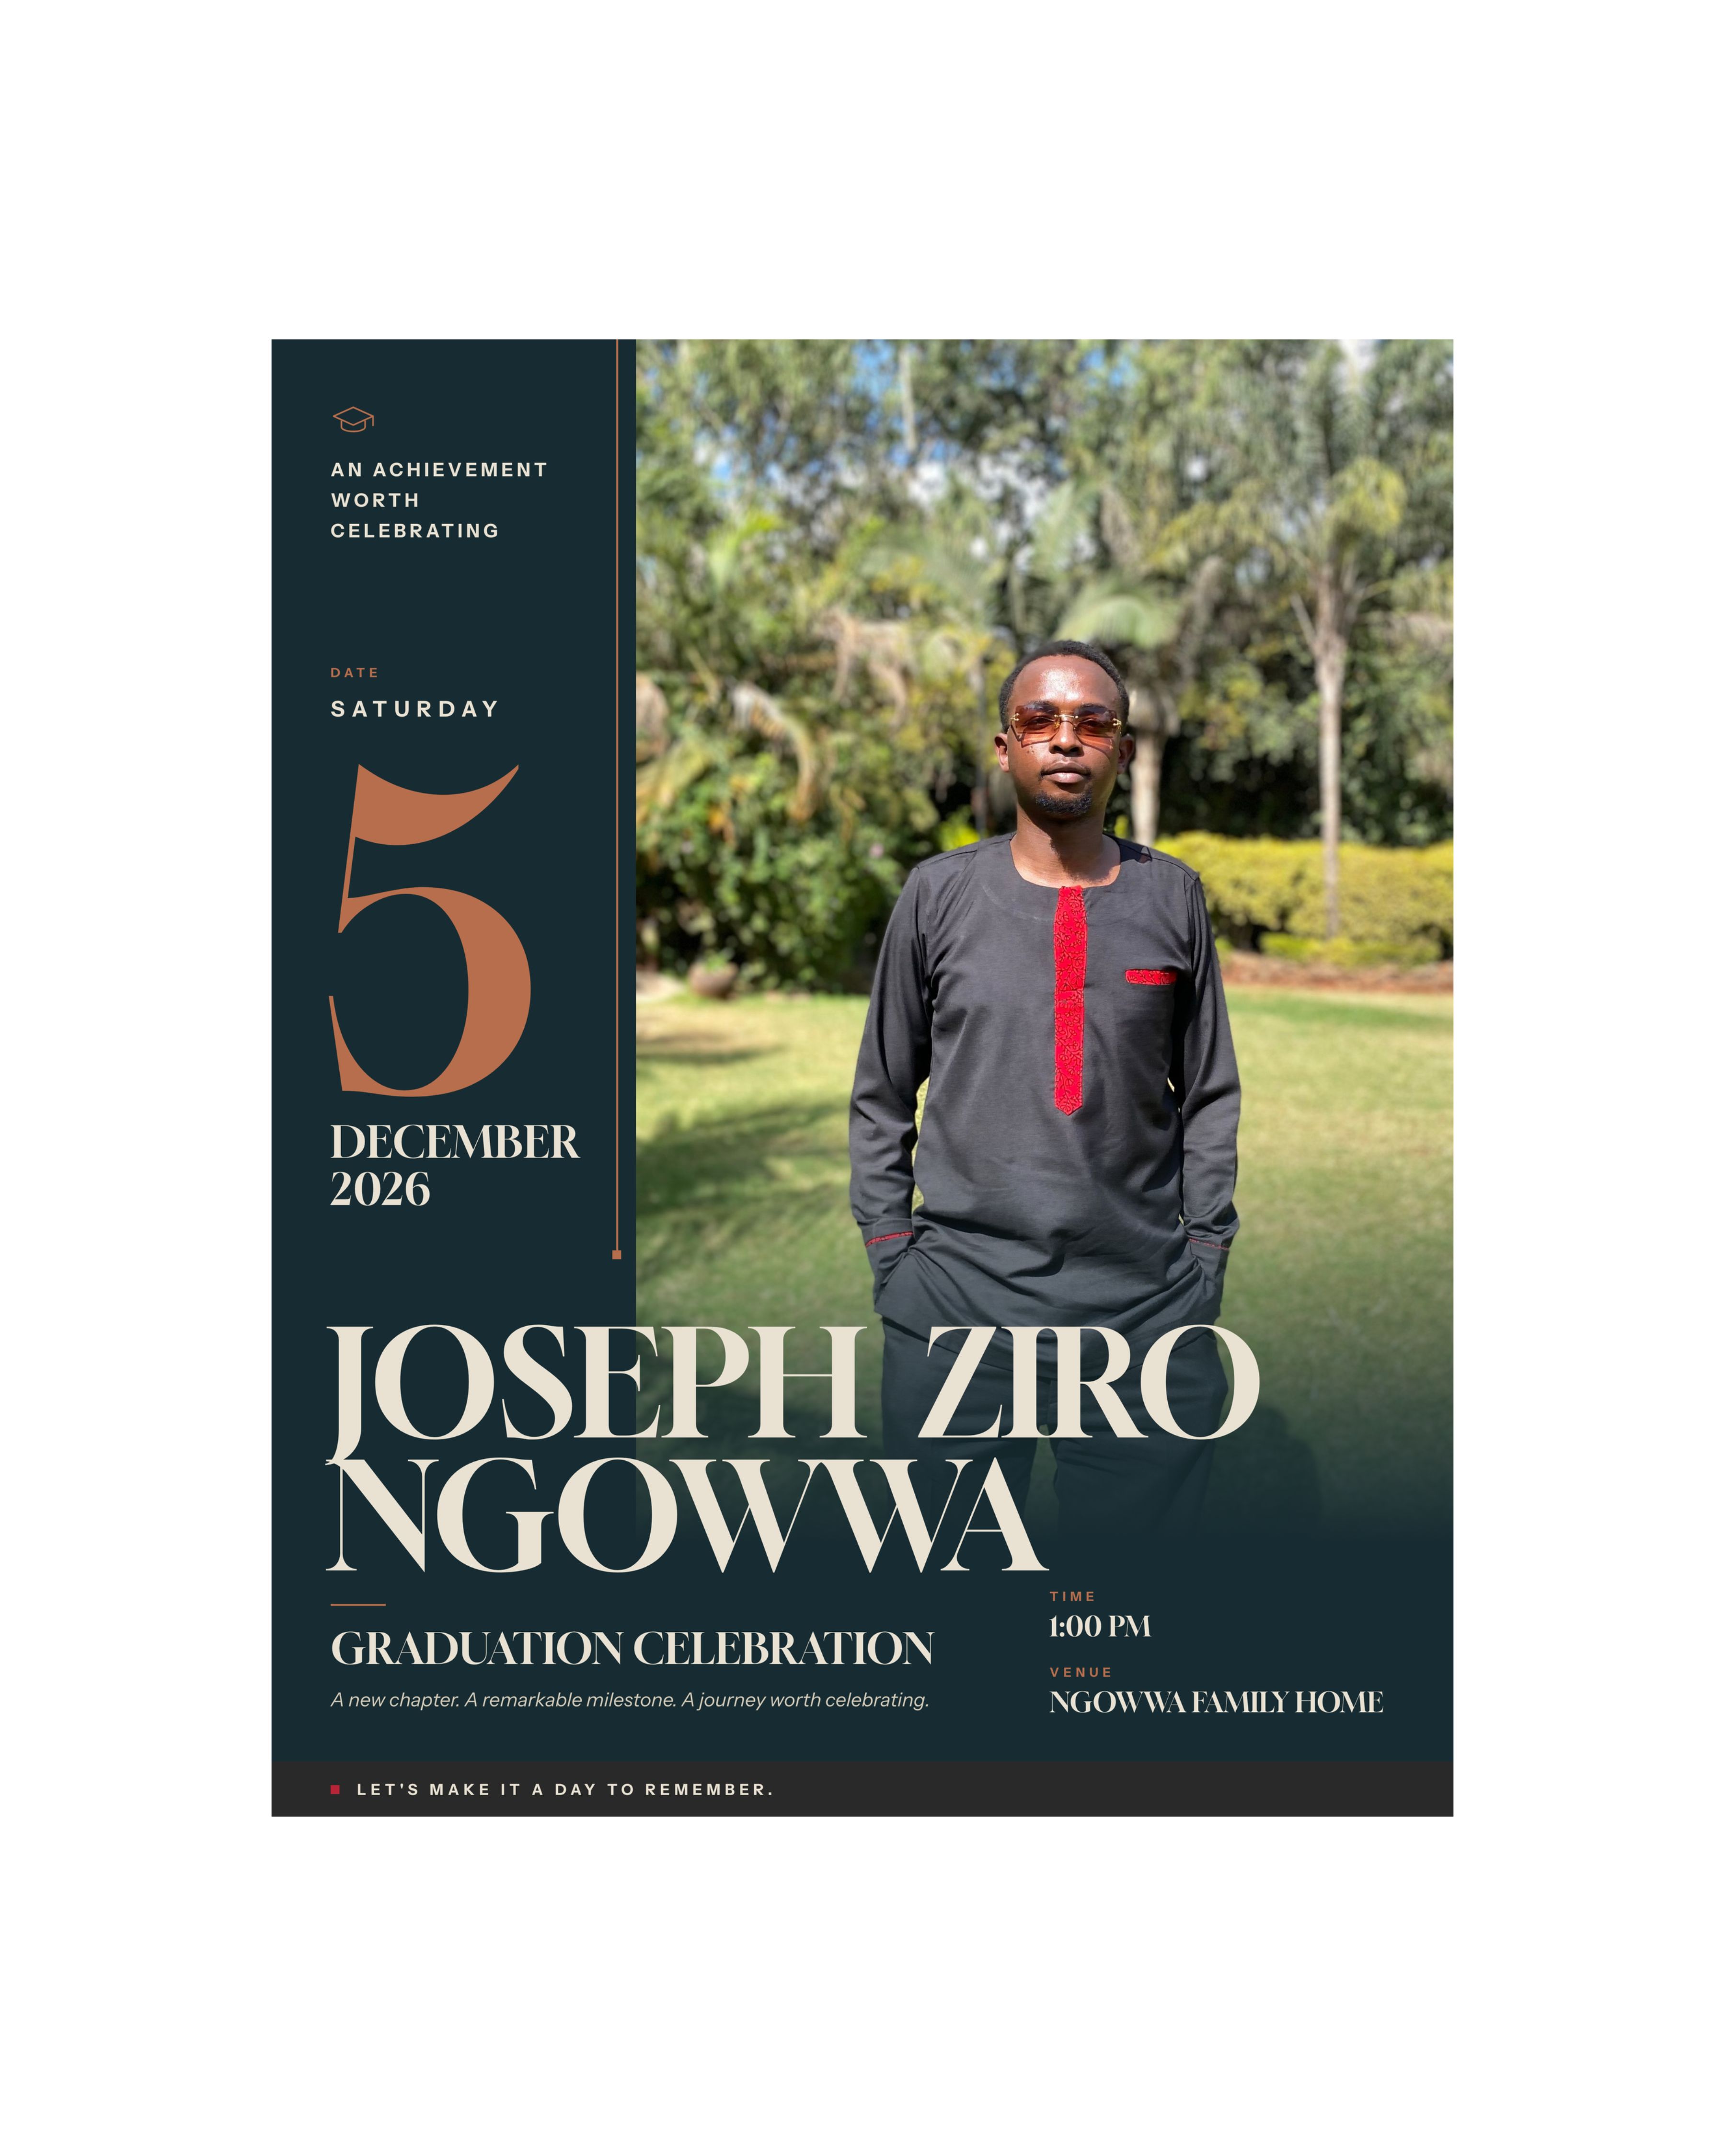 AN ACHIEVEMENT
WORTH
CELEBRATING
DATE
SATURDAY
5
DECEMBER
2026
JOSEPH ZIRO
NGOWWA
GRADUATION CELEBRATION
A new chapter. A remarkable milestone. A journey worth celebrating.
TIME
1:00 PM
VENUE
NGOWWA FAMILY HOME
LET'S MAKE IT A DAY TO REMEMBER.